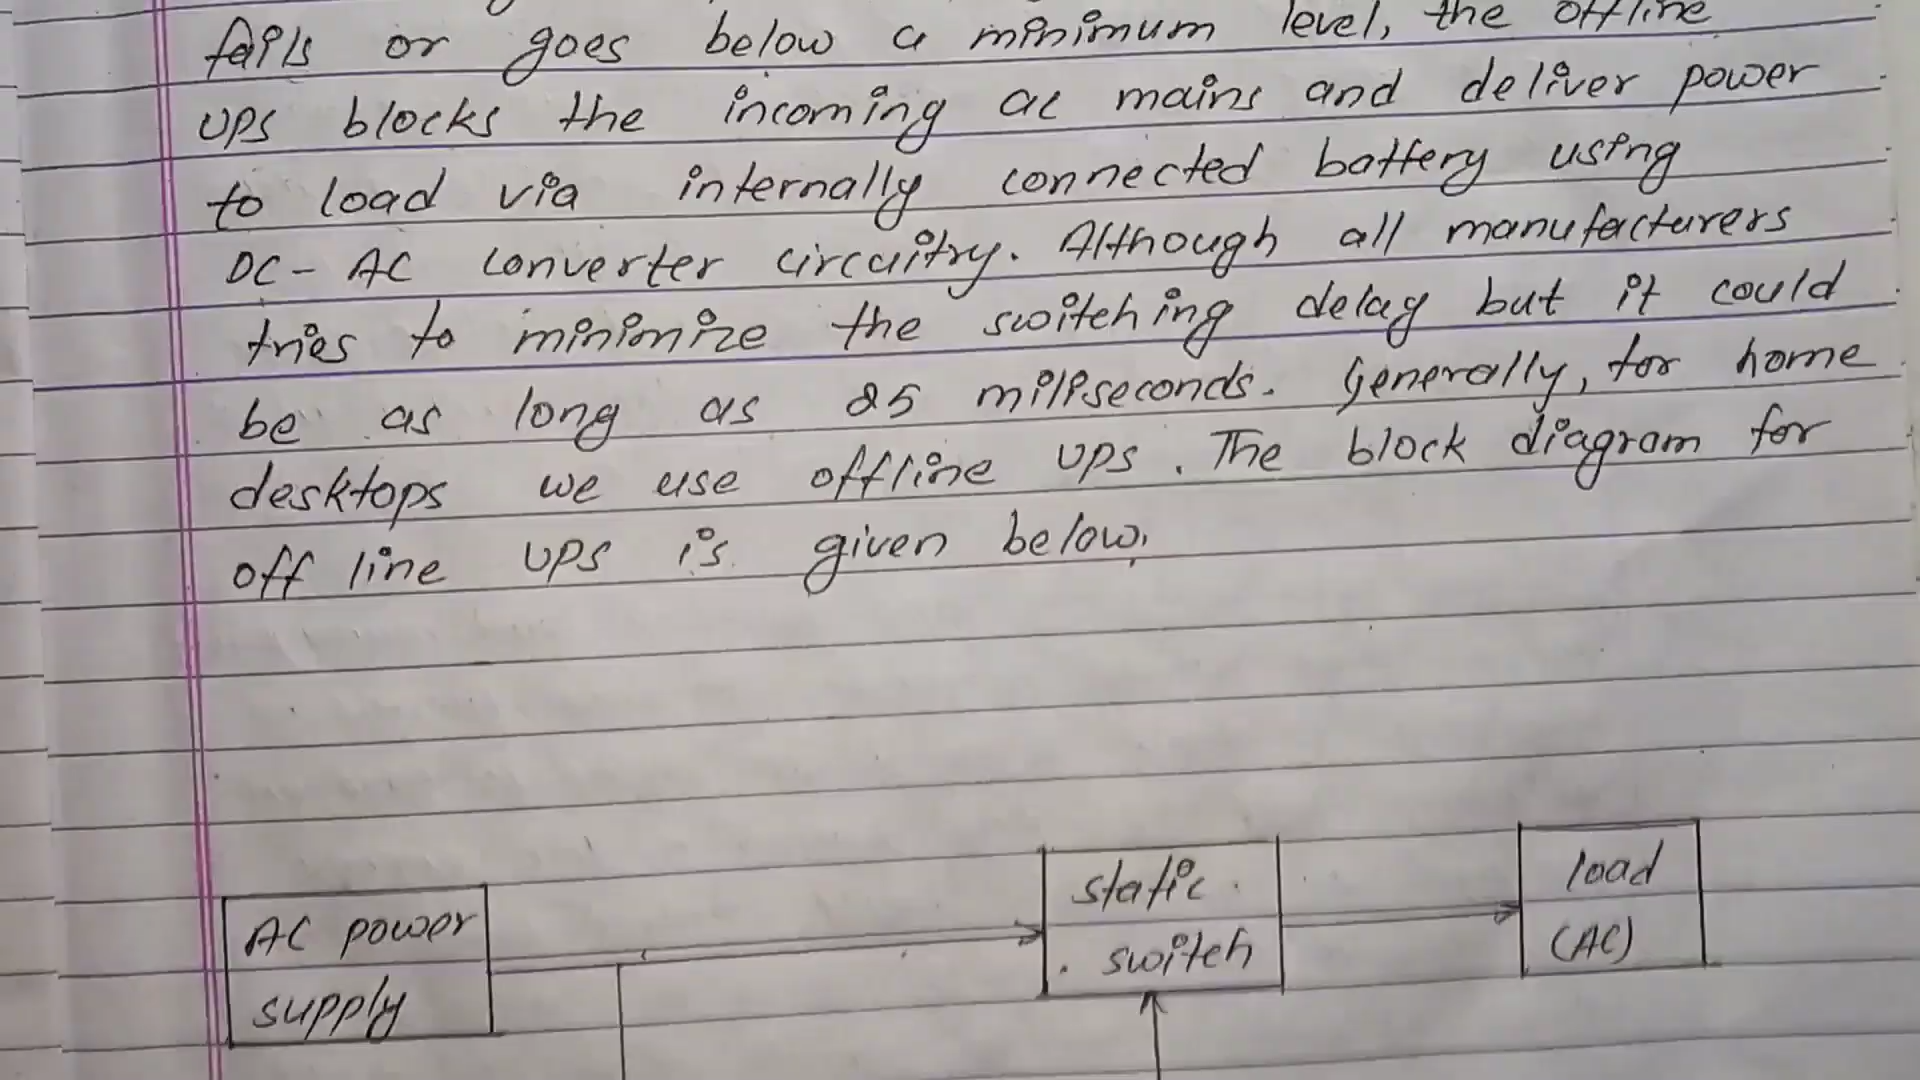 fails or goes below a minimum level, the offline
UPS blocks the incoming ac mains and deliver power
to load via internally connected battery using
DC - AC converter circuitry. Although all manufacturers
tries to minimize the switching delay but it could
be as long as 25 miliseconds. Generally, for home
desktops we use offline UPS. The block diagram for
off line UPS is given below.
AC power
supply
static
switch
load
(AC)